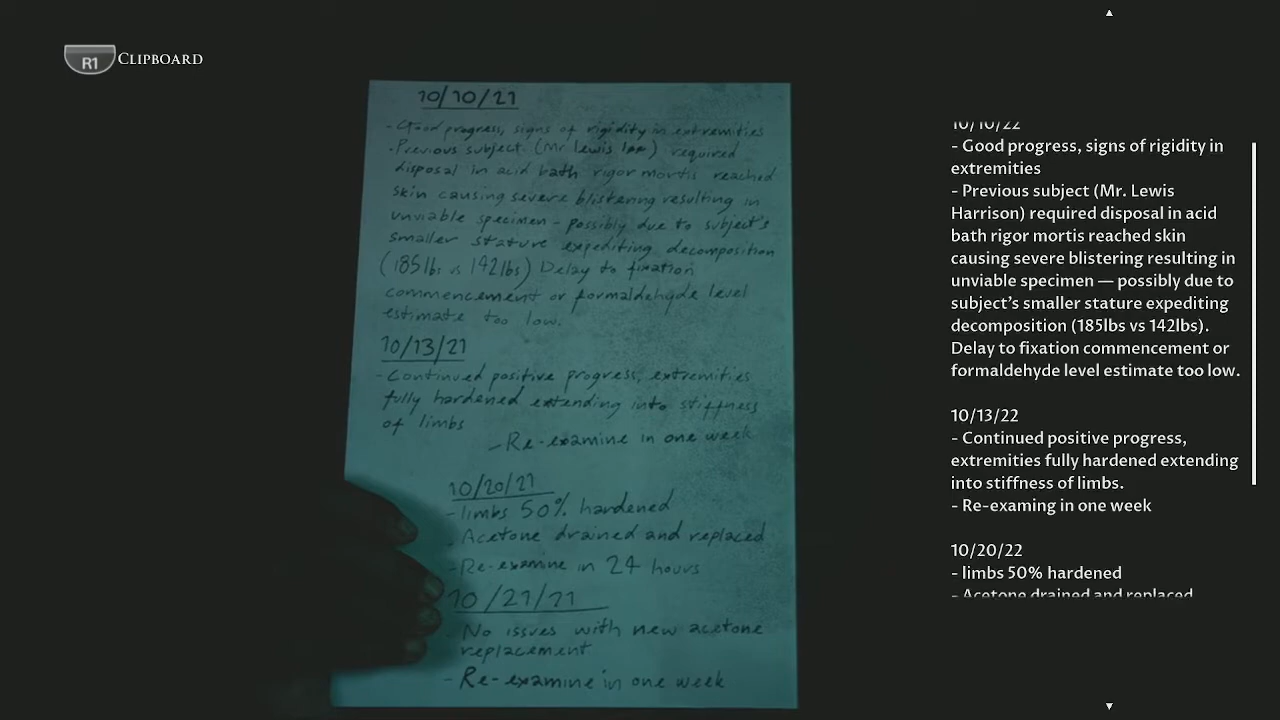 R1 CLIPBOARD
10/10/21
- Good progress, signs of rigidity in extremities
- Previous subject (Mr Lewis) required
disposal in acid bath rigor mortis reached
skin causing severe blistering resulting in
unviable specimen - possibly due to subject's
smaller stature expediting decomposition
(185lbs vs 142lbs) Delay to fixation
commencement or formaldehyde level
estimate too low.
10/13/21
- Continued positive progress, extremities
fully hardened extending into stiffness
of limbs
- Re-examine in one week
10/20/21
- limbs 50% hardened
- Acetone drained and replaced
- Re-examine in 24 hours
10/21/21
- No issues with new acetone
replacement
- Re-examine in one week
10/10/22
- Good progress, signs of rigidity in
extremities
- Previous subject (Mr. Lewis
Harrison) required disposal in acid
bath rigor mortis reached skin
causing severe blistering resulting in
unviable specimen — possibly due to
subject's smaller stature expediting
decomposition (185lbs vs 142lbs).
Delay to fixation commencement or
formaldehyde level estimate too low.
10/13/22
- Continued positive progress,
extremities fully hardened extending
into stiffness of limbs.
- Re-examing in one week
10/20/22
- limbs 50% hardened
- Acetone drained and replaced